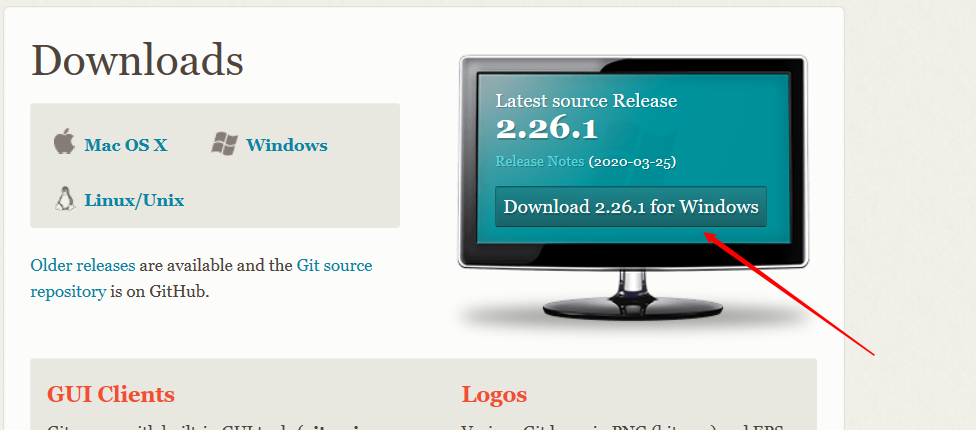 Downloads
Mac OS X
Windows
Linux/Unix
Older releases are available and the Git source
repository is on GitHub.
Latest source Release
2.26.1
Release Notes (2020-03-25)
Download 2.26.1 for Windows
GUI Clients
Logos